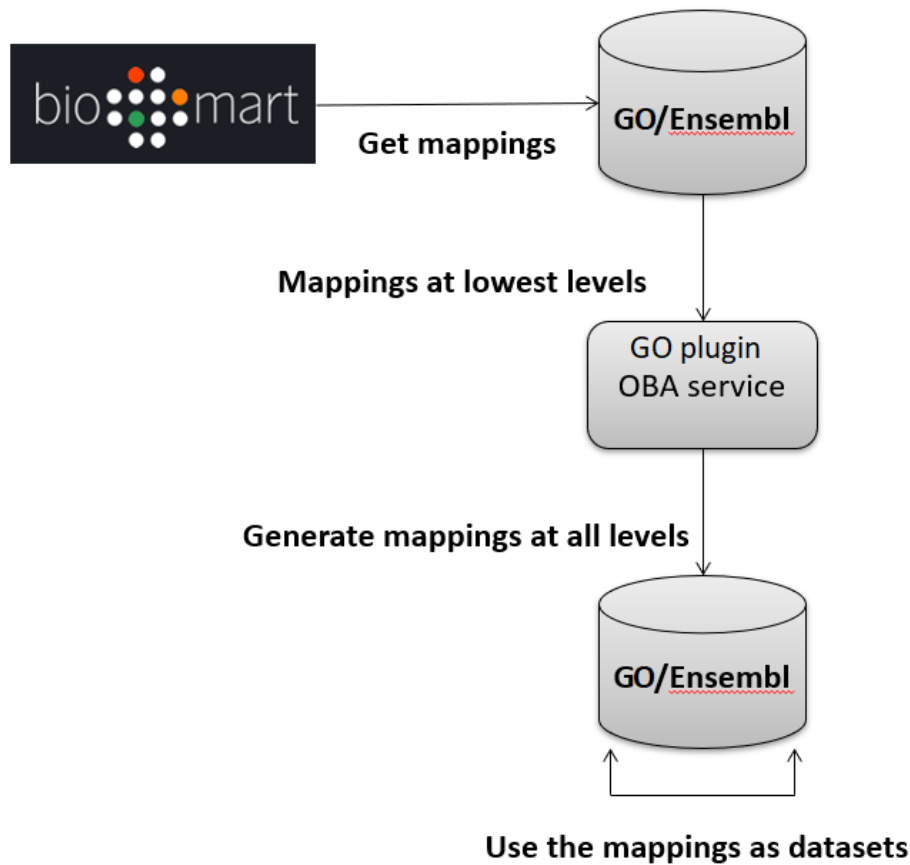 bio mart
GO/Ensembl
Get mappings
Mappings at lowest levels
GO plugin
OBA service
Generate mappings at all levels
GO/Ensembl
Use the mappings as datasets